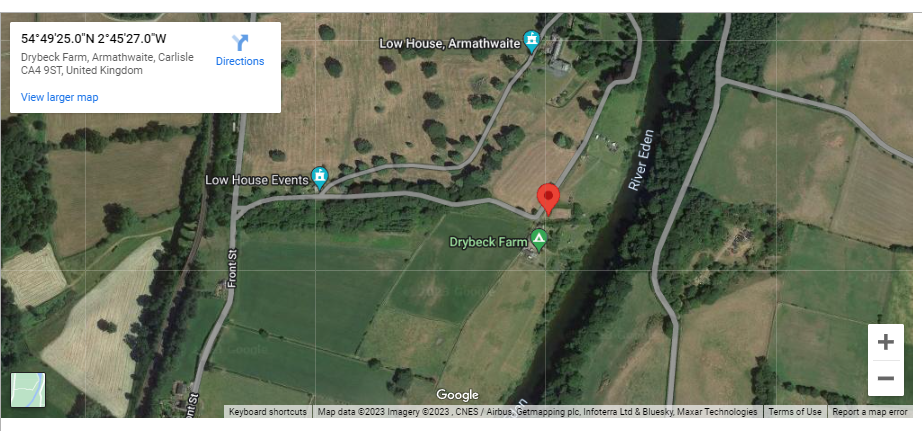 54°49'25.0"N 2°45'27.0"W
Drybeck Farm, Armathwaite, Carlisle
CA4 9ST, United Kingdom
Directions
View larger map
Low House, Armathwaite
River Eden
Low House Events
Drybeck Farm
Front St
Google
Keyboard shortcuts
Map data ©2023 Imagery ©2023 , CNES / Airbus, Getmapping plc, Infoterra Ltd & Bluesky, Maxar Technologies
Terms of Use
Report a map error